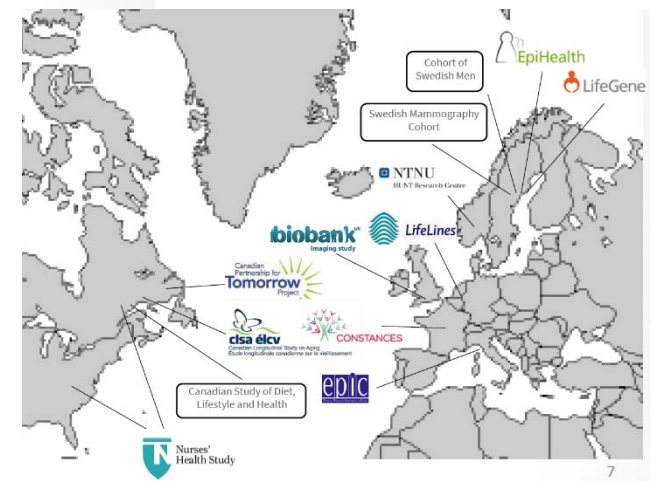 EpiHealth
Cohort of
Swedish Men
LifeGene
Swedish Mammography
Cohort
NTNU
HUNT Research Centre
biobank uk
Imaging study
LifeLines
Canadian
Partnership for
Tomorrow
Project
clsa élcv
Canadian Longitudinal Study on Aging
Étude longitudinale canadienne sur le vieillissement
CONSTANCES
epic
Canadian Study of Diet,
Lifestyle and Health
N
Nurses'
Health Study
7